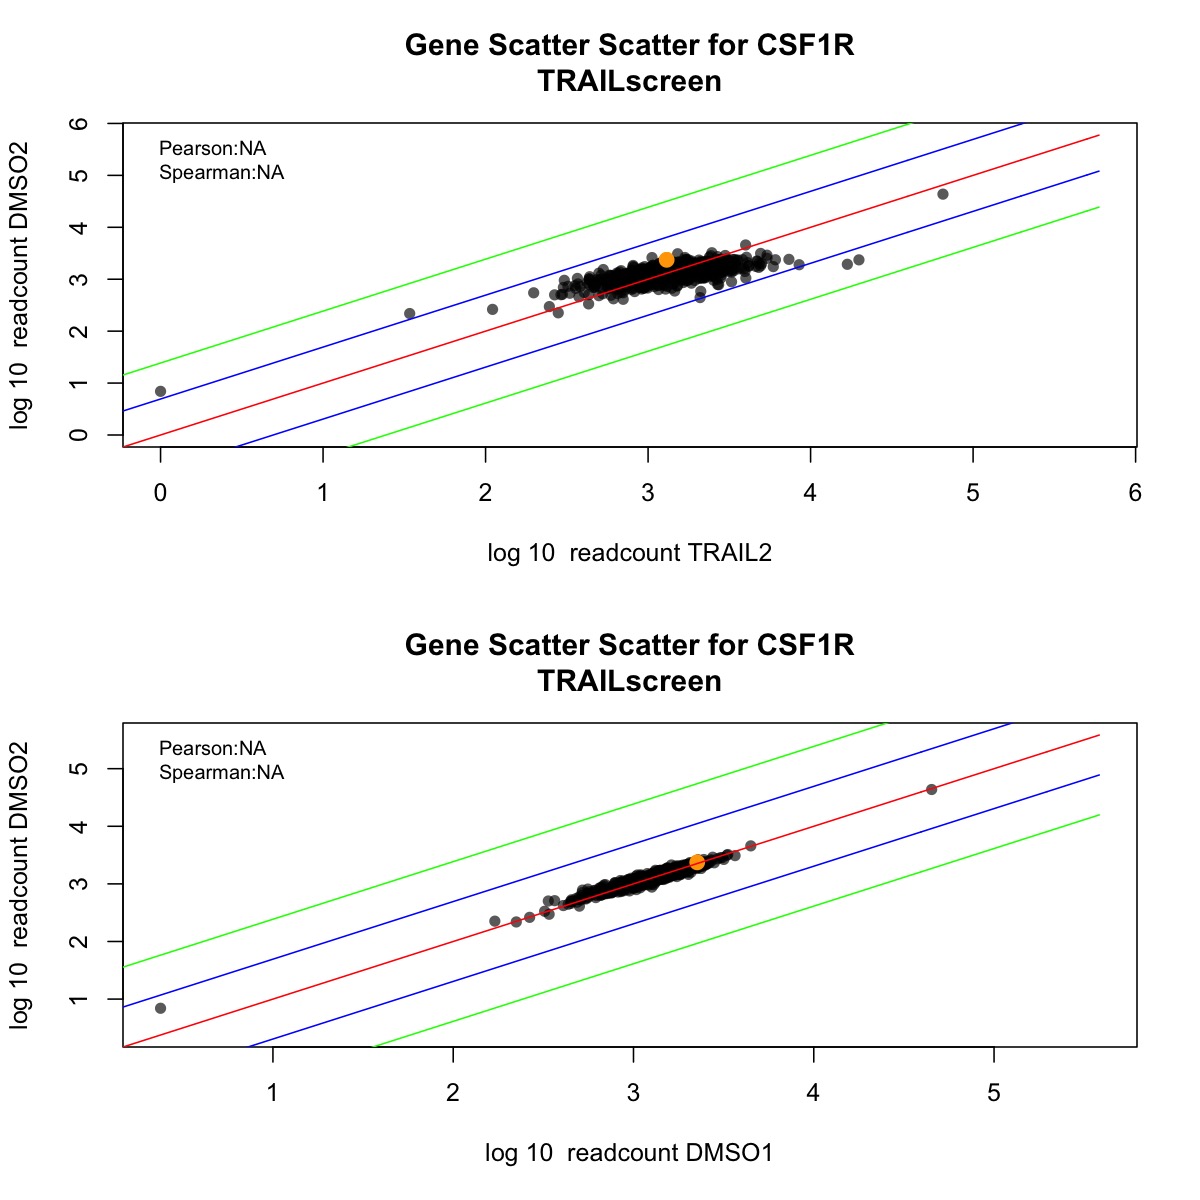 Gene Scatter Scatter for CSF1R
TRAILscreen
Pearson:NA
Spearman:NA
log 10  readcount DMSO2
6
5
4
3
2
1
0
0 1 2 3 4 5 6
log 10  readcount TRAIL2
Gene Scatter Scatter for CSF1R
TRAILscreen
Pearson:NA
Spearman:NA
log 10  readcount DMSO2
5
4
3
2
1
1 2 3 4 5
log 10  readcount DMSO1